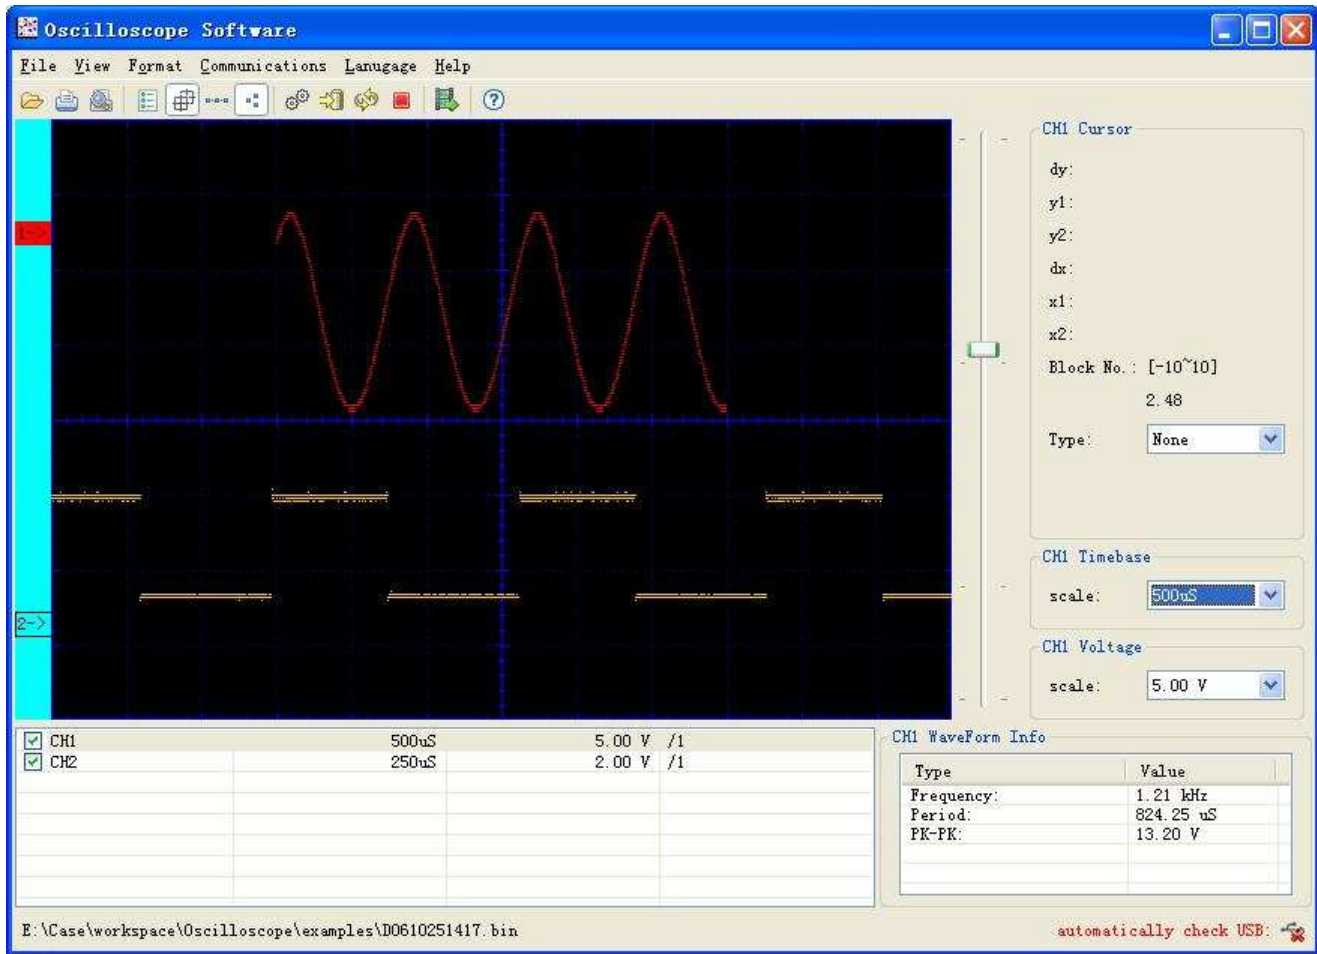 Oscilloscope Software
File View Format Communications Lanugage Help
CH1 Cursor
dy:
y1:
y2:
dx:
x1:
x2:
Block No.: [-10~10]
2.48
Type: None
CH1 Timebase
scale: 500uS
CH1 Voltage
scale: 5.00 V
1->
2->
CH1 500uS 5.00 V /1
CH2 250uS 2.00 V /1
CH1 WaveForm Info
Type Value
Frequency: 1.21 kHz
Period: 824.25 uS
PK-PK: 13.20 V
E:\Case\workspace\Oscilloscope\examples\D0610251417.bin
automatically check USB: